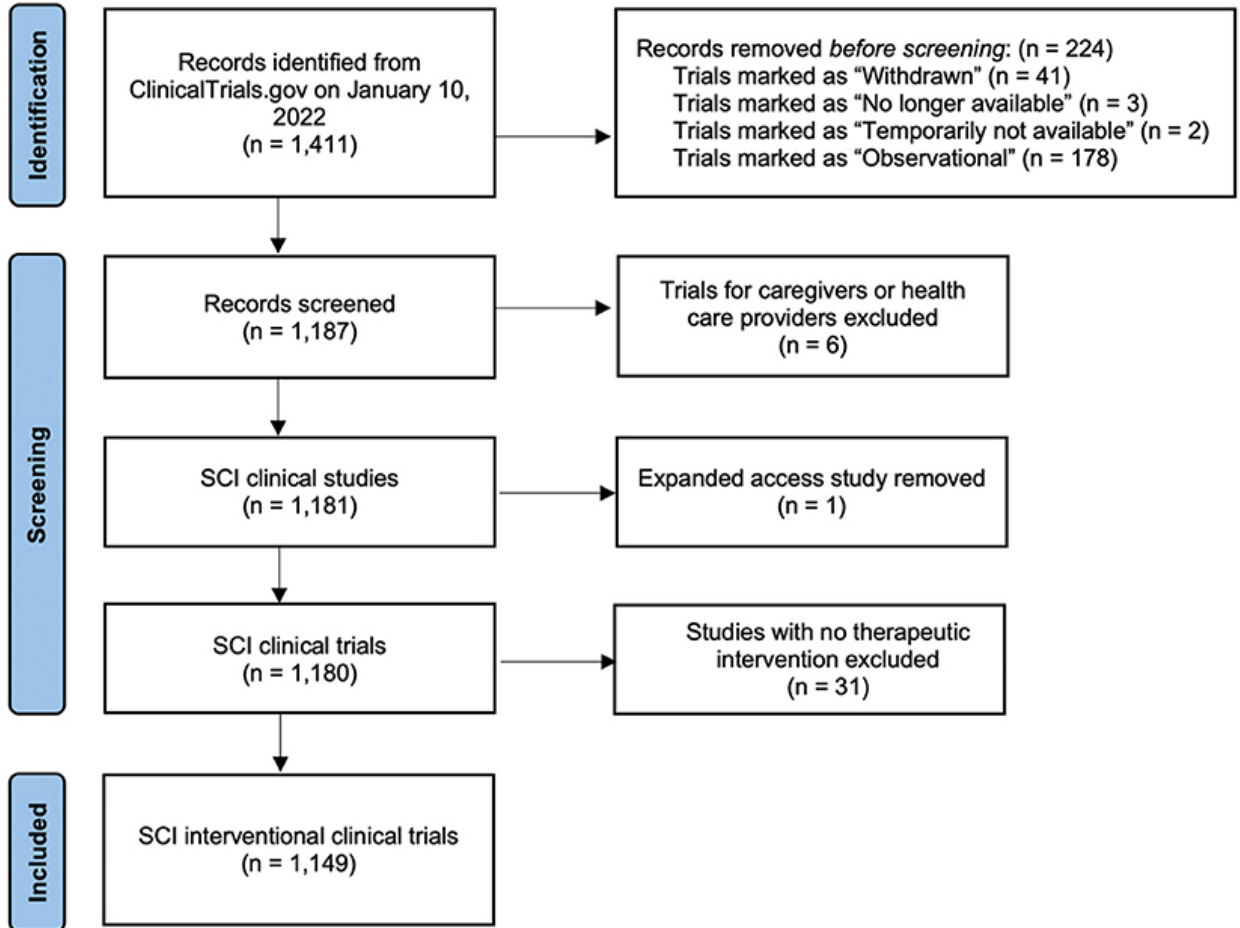 Identification
Records identified from
ClinicalTrials.gov on January 10,
2022
(n = 1,411)
Records removed before screening: (n = 224)
Trials marked as “Withdrawn” (n = 41)
Trials marked as “No longer available” (n = 3)
Trials marked as “Temporarily not available” (n = 2)
Trials marked as “Observational” (n = 178)
Screening
Records screened
(n = 1,187)
Trials for caregivers or health
care providers excluded
(n = 6)
SCI clinical studies
(n = 1,181)
Expanded access study removed
(n = 1)
SCI clinical trials
(n = 1,180)
Studies with no therapeutic
intervention excluded
(n = 31)
Included
SCI interventional clinical trials
(n = 1,149)